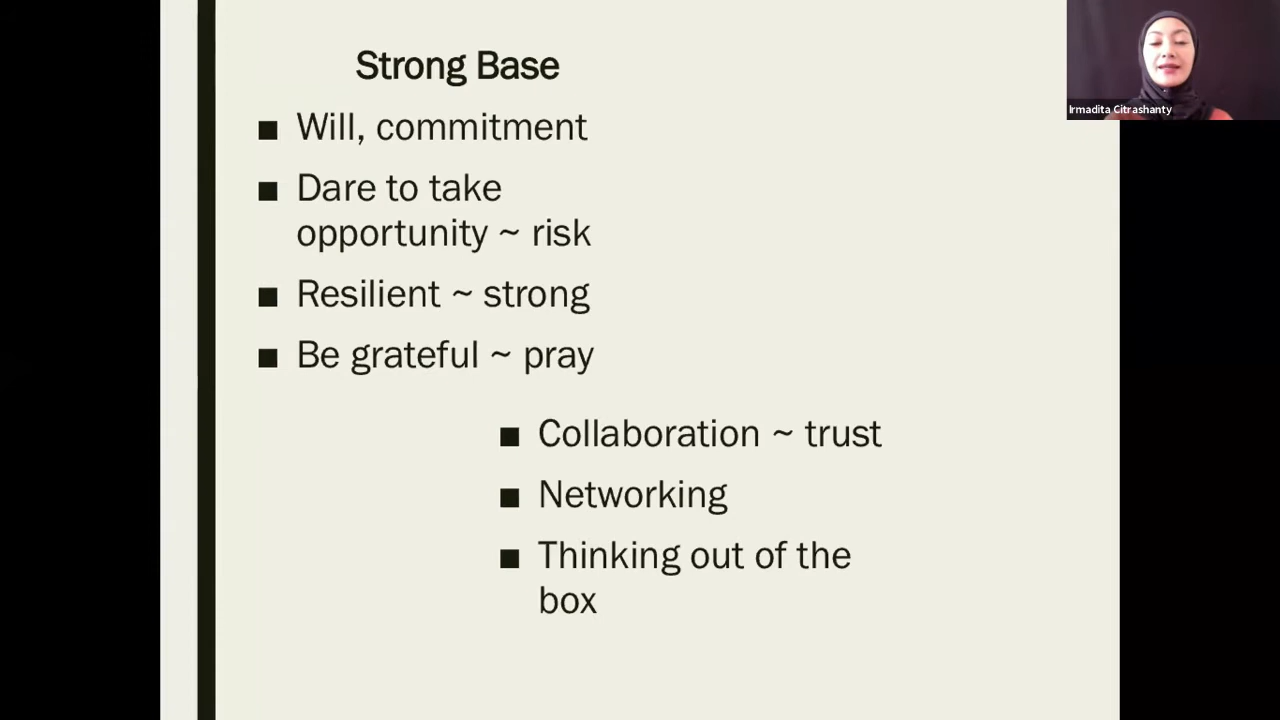 Strong Base
■ Will, commitment
■ Dare to take
opportunity ~ risk
■ Resilient ~ strong
■ Be grateful ~ pray
■ Collaboration ~ trust
■ Networking
■ Thinking out of the
box
Irmadita Citrashanty